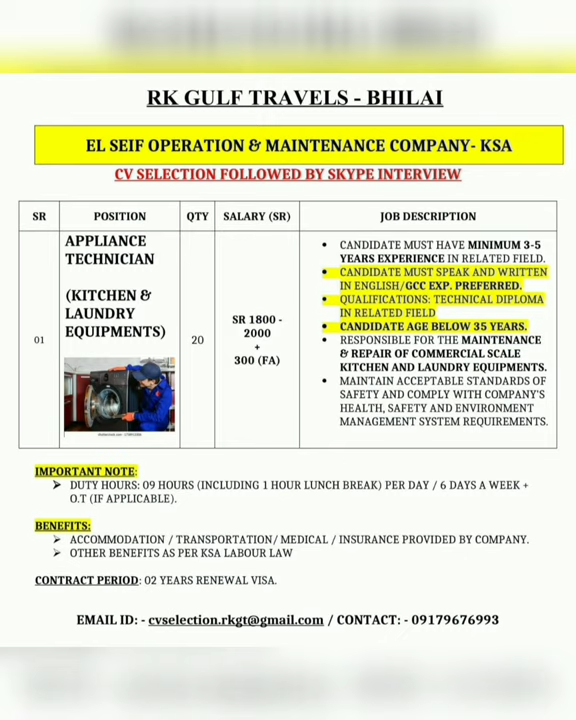 RK GULF TRAVELS - BHILAI
EL SEIF OPERATION & MAINTENANCE COMPANY- KSA
CV SELECTION FOLLOWED BY SKYPE INTERVIEW
SR POSITION QTY SALARY (SR) JOB DESCRIPTION
01
APPLIANCE
TECHNICIAN
(KITCHEN &
LAUNDRY
EQUIPMENTS)
20
SR 1800 -
2000
+
300 (FA)
• CANDIDATE MUST HAVE MINIMUM 3-5
YEARS EXPERIENCE IN RELATED FIELD.
• CANDIDATE MUST SPEAK AND WRITTEN
IN ENGLISH/GCC EXP. PREFERRED.
• QUALIFICATIONS: TECHNICAL DIPLOMA
IN RELATED FIELD
• CANDIDATE AGE BELOW 35 YEARS.
• RESPONSIBLE FOR THE MAINTENANCE
& REPAIR OF COMMERCIAL SCALE
KITCHEN AND LAUNDRY EQUIPMENTS.
• MAINTAIN ACCEPTABLE STANDARDS OF
SAFETY AND COMPLY WITH COMPANY'S
HEALTH, SAFETY AND ENVIRONMENT
MANAGEMENT SYSTEM REQUIREMENTS.
IMPORTANT NOTE:
➢ DUTY HOURS: 09 HOURS (INCLUDING 1 HOUR LUNCH BREAK) PER DAY / 6 DAYS A WEEK +
O.T (IF APPLICABLE).
BENEFITS:
➢ ACCOMMODATION / TRANSPORTATION/ MEDICAL / INSURANCE PROVIDED BY COMPANY.
➢ OTHER BENEFITS AS PER KSA LABOUR LAW
CONTRACT PERIOD: 02 YEARS RENEWAL VISA.
EMAIL ID: - cvselection.rkgt@gmail.com / CONTACT: - 09179676993